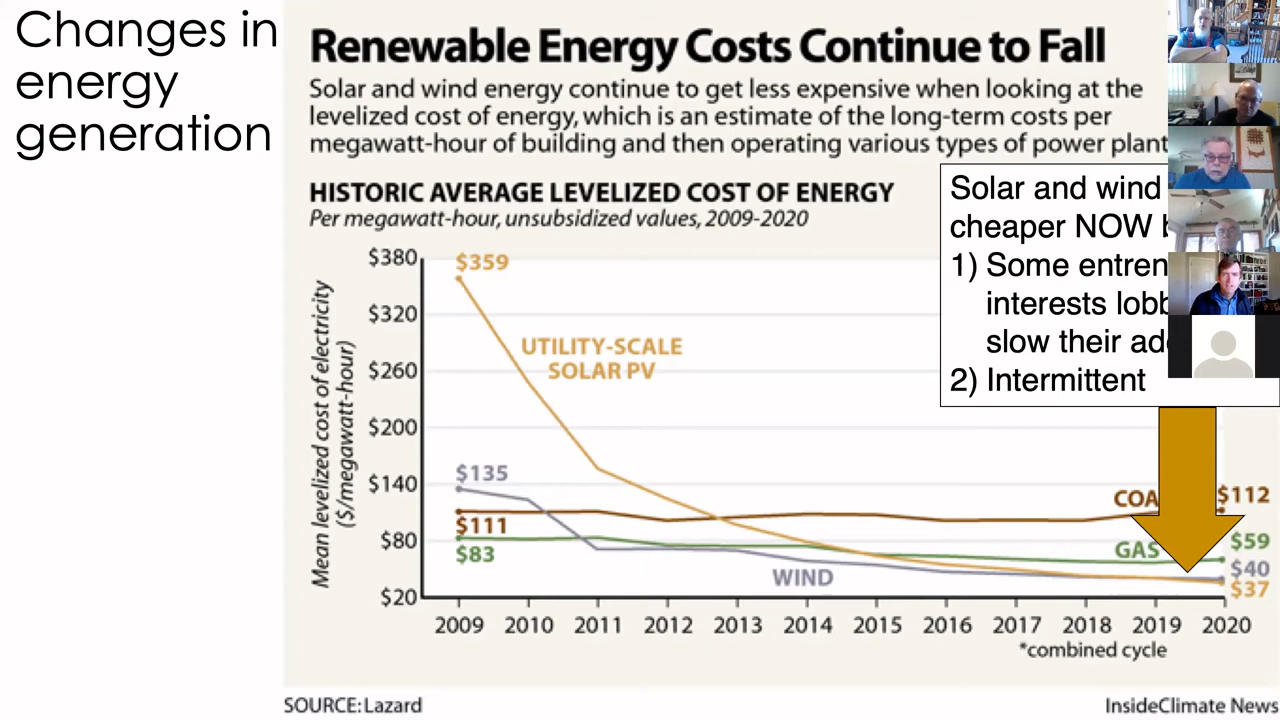 Changes in
energy
generation
Renewable Energy Costs Continue to Fall
Solar and wind energy continue to get less expensive when looking at the
levelized cost of energy, which is an estimate of the long-term costs per
megawatt-hour of building and then operating various types of power plant
HISTORIC AVERAGE LEVELIZED COST OF ENERGY
Per megawatt-hour, unsubsidized values, 2009-2020
Solar and wind
cheaper NOW
1) Some
interests
slow their
2) Intermittent
Mean levelized cost of electricity
($/megawatt-hour)
$380
$320
$260
$200
$140
$80
$20
$359
UTILITY-SCALE
SOLAR PV
$135
$111
$83
WIND
GAS
$112
$59
$40
$37
2009 2010 2011 2012 2013 2014 2015 2016 2017 2018 2019 2020
*combined cycle
SOURCE: Lazard
InsideClimate News